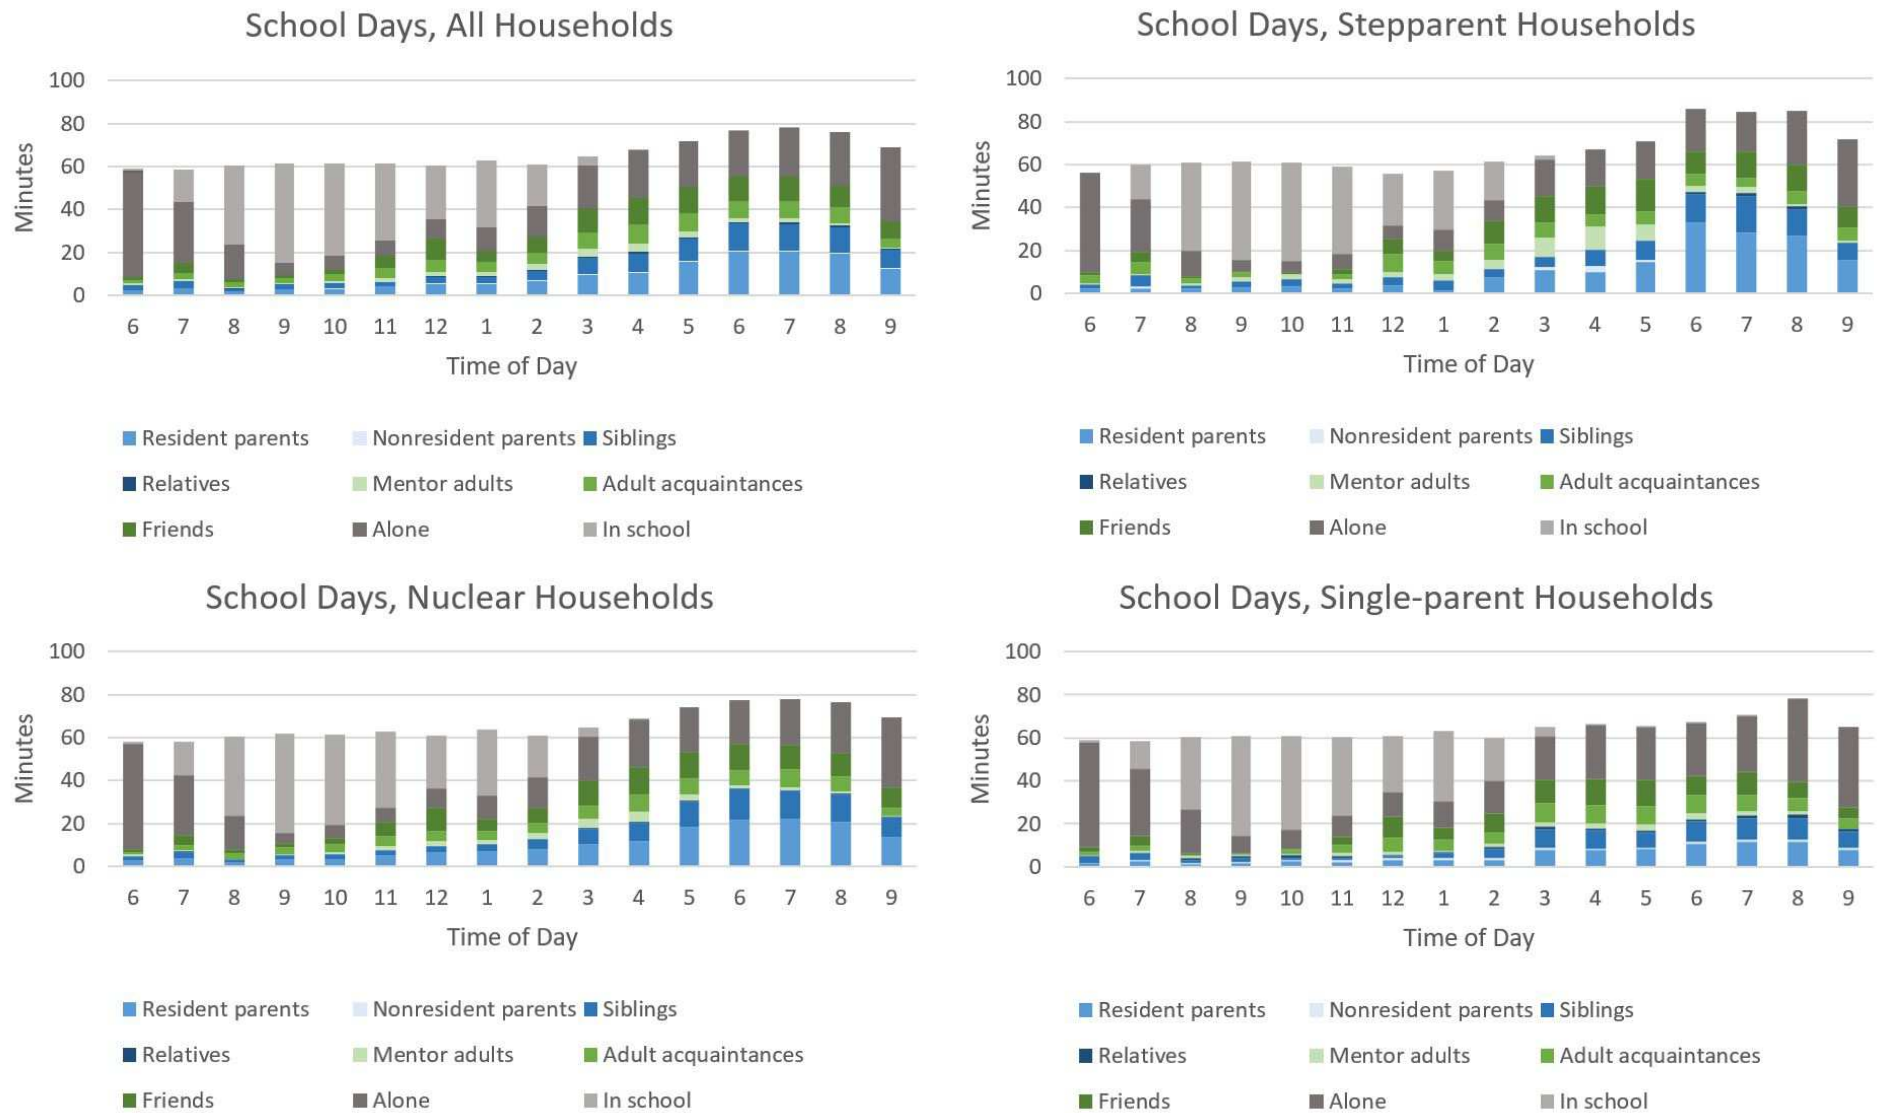 School Days, All Households
100
80
60
40
20
0
Minutes
6 7 8 9 10 11 12 1 2 3 4 5 6 7 8 9
Time of Day
Resident parents Nonresident parents Siblings
Relatives Mentor adults Adult acquaintances
Friends Alone In school
School Days, Stepparent Households
100
80
60
40
20
0
Minutes
6 7 8 9 10 11 12 1 2 3 4 5 6 7 8 9
Time of Day
Resident parents Nonresident parents Siblings
Relatives Mentor adults Adult acquaintances
Friends Alone In school
School Days, Nuclear Households
100
80
60
40
20
0
Minutes
6 7 8 9 10 11 12 1 2 3 4 5 6 7 8 9
Time of Day
Resident parents Nonresident parents Siblings
Relatives Mentor adults Adult acquaintances
Friends Alone In school
School Days, Single-parent Households
100
80
60
40
20
0
Minutes
6 7 8 9 10 11 12 1 2 3 4 5 6 7 8 9
Time of Day
Resident parents Nonresident parents Siblings
Relatives Mentor adults Adult acquaintances
Friends Alone In school